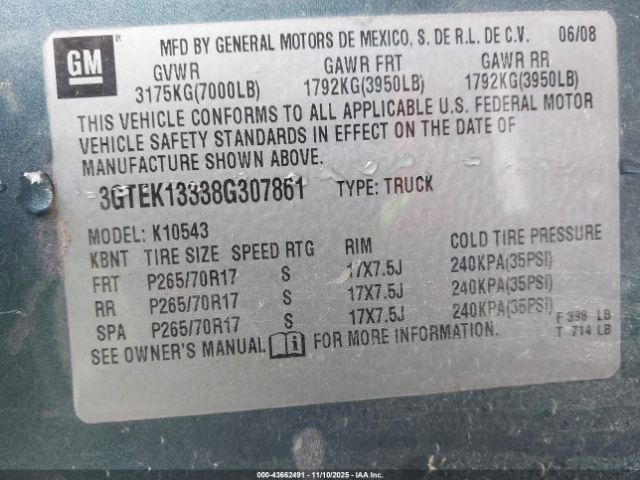 GM
MFD BY GENERAL MOTORS DE MEXICO, S. DE R.L. DE C.V. 06/08
GVWR GAWR FRT GAWR RR
3175KG(7000LB) 1792KG(3950LB) 1792KG(3950LB)
THIS VEHICLE CONFORMS TO ALL APPLICABLE U.S. FEDERAL MOTOR
VEHICLE SAFETY STANDARDS IN EFFECT ON THE DATE OF
MANUFACTURE SHOWN ABOVE.
3GTEK13338G307861 TYPE: TRUCK
MODEL: K10543
KBNT TIRE SIZE SPEED RTG RIM COLD TIRE PRESSURE
FRT P265/70R17 S 17X7.5J 240KPA(35PSI)
RR P265/70R17 S 17X7.5J 240KPA(35PSI)
SPA P265/70R17 S 17X7.5J 240KPA(35PSI)
F 338 LB
T 714 LB
SEE OWNER'S MANUAL FOR MORE INFORMATION.
00-43662491 - 11/10/2025 - IAA Inc.